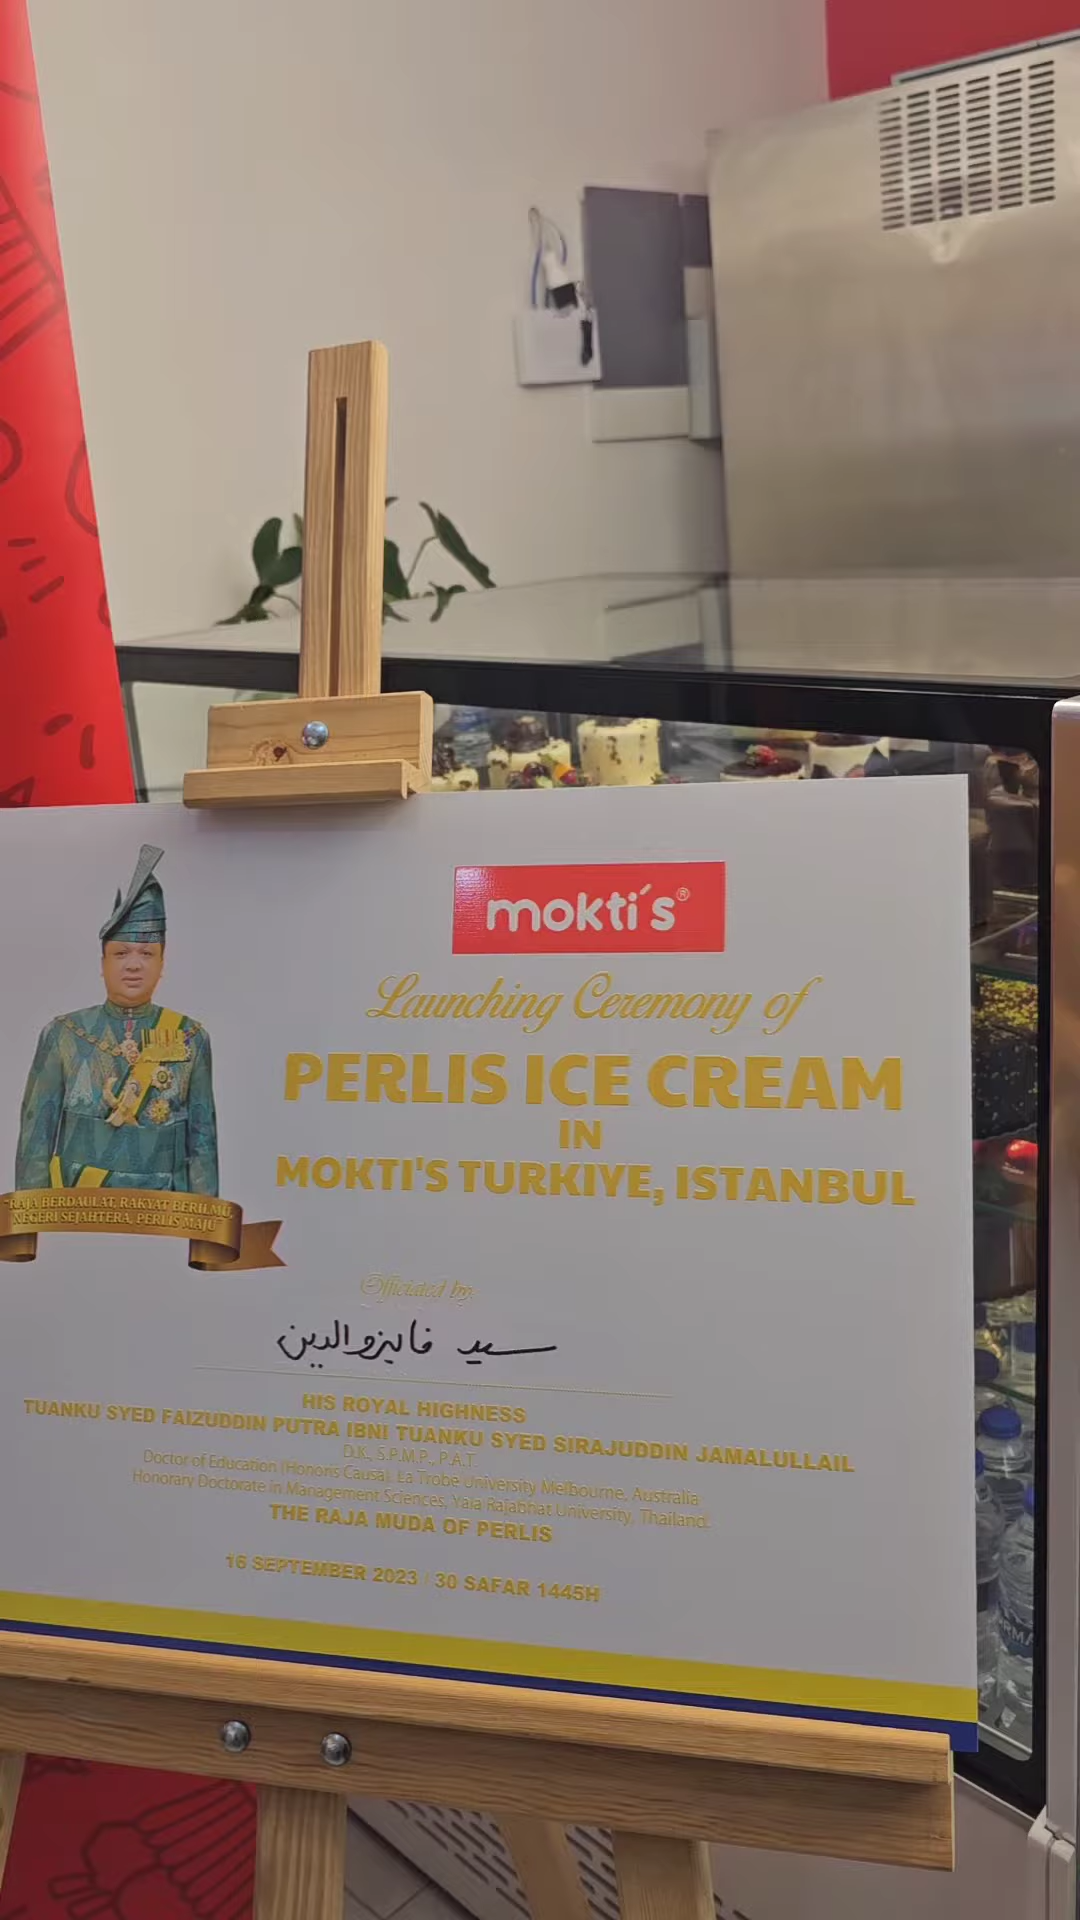 mokti's®
Launching Ceremony of
PERLIS ICE CREAM
IN
MOKTI'S TURKIYE, ISTANBUL
"RAJA BERDAULAT, RAKYAT BERILMU,
NEGERI SEJAHTERA, PERLIS MAJU"
Officiated by:
سيد فايزوالدين
HIS ROYAL HIGHNESS
TUANKU SYED FAIZUDDIN PUTRA IBNI TUANKU SYED SIRAJUDDIN JAMALULLAIL
D.K., S.P.M.P., P.A.T.
Doctor of Education (Honoris Causa), La Trobe University Melbourne, Australia
Honorary Doctorate in Management Sciences, Yala Rajabhat University, Thailand.
THE RAJA MUDA OF PERLIS
16 SEPTEMBER 2023 / 30 SAFAR 1445H